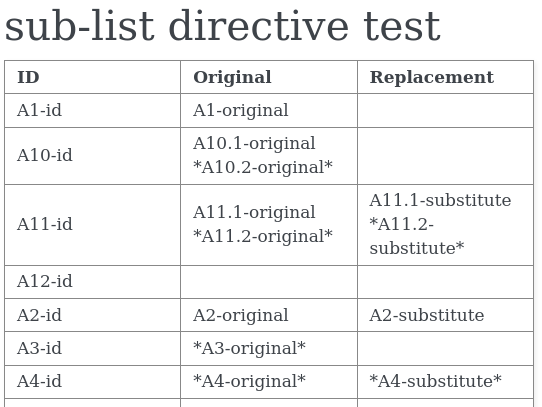 sub-list directive test
ID Original Replacement
A1-id A1-original
A10-id A10.1-original
*A10.2-original*
A11-id A11.1-original A11.1-substitute
*A11.2-original* *A11.2-
substitute*
A12-id
A2-id A2-original A2-substitute
A3-id *A3-original*
A4-id *A4-original* *A4-substitute*